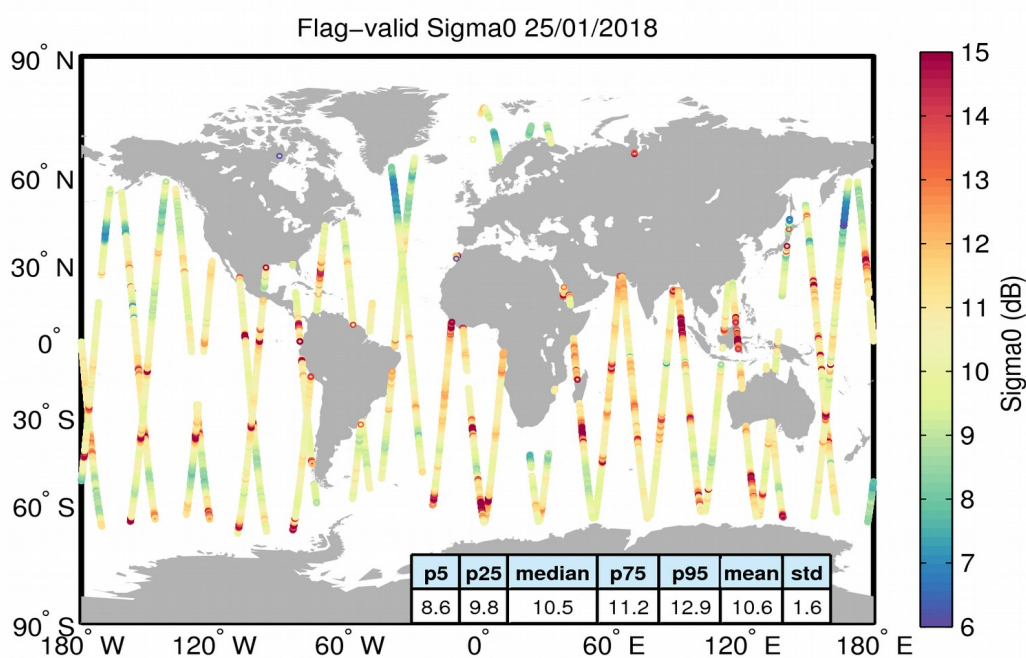 Flag−valid Sigma0 25/01/2018
90° N
60° N
30° N
0°
30° S
60° S
90° S
180° W
120° W
60° W
0°
60° E
120° E
180° E
p5 p25 median p75 p95 mean std
8.6 9.8 10.5 11.2 12.9 10.6 1.6
15
14
13
12
11
10
9
8
7
6
Sigma0 (dB)